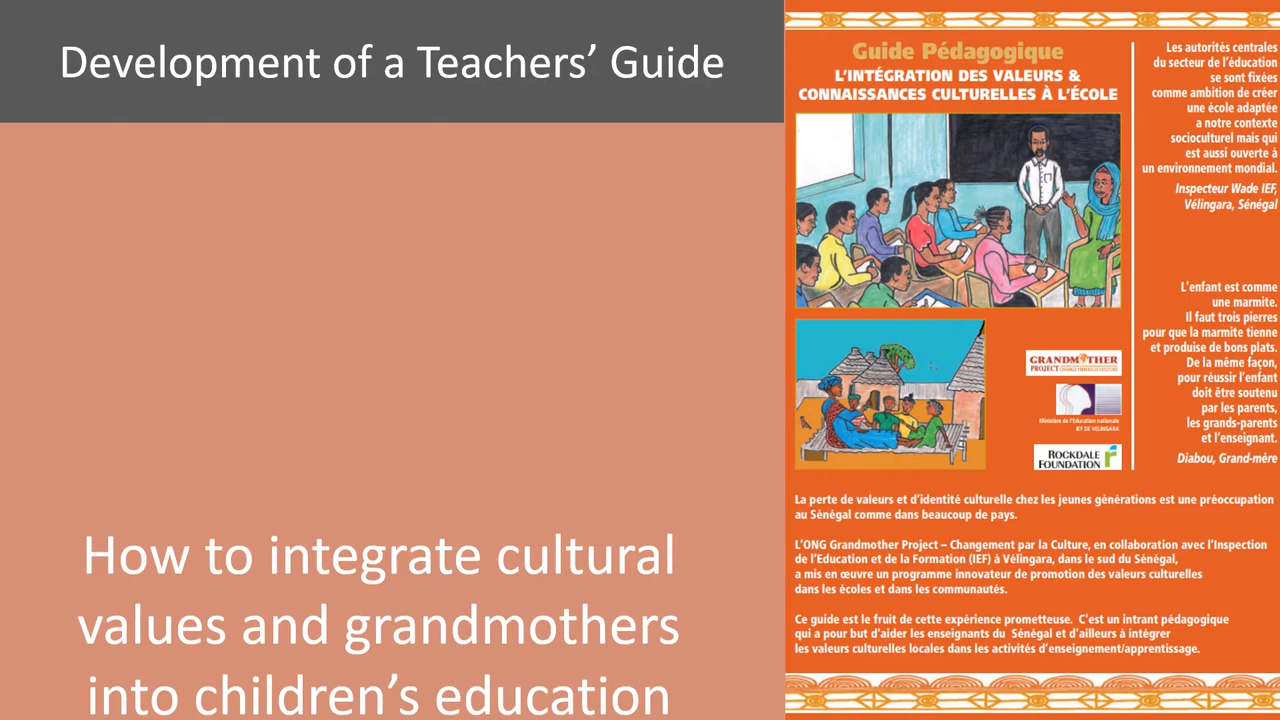 Development of a Teachers’ Guide
How to integrate cultural
values and grandmothers
into children’s education
Guide Pédagogique
L’INTÉGRATION DES VALEURS &
CONNAISSANCES CULTURELLES À L’ÉCOLE
Les autorités centrales
du secteur de l’éducation
se sont fixées
comme ambition de créer
une école adaptée
a notre contexte
socioculturel mais qui
est aussi ouverte à
un environnement mondial.
Inspecteur Wade IEF,
Vélingara, Sénégal
L’enfant est comme
une marmite.
Il faut trois pierres
pour que la marmite tienne
et produise de bons plats.
De la même façon,
pour réussir l’enfant
doit être soutenu
par les parents,
les grands-parents
et l’enseignant.
Diabou, Grand-mère
GRANDMOTHER
PROJECT CHANGE THROUGH CULTURE
Ministère de l’Education nationale
IEF DE VELINGARA
ROCKDALE
FOUNDATION r
La perte de valeurs et d’identité culturelle chez les jeunes générations est une préoccupation
au Sénégal comme dans beaucoup de pays.
L’ONG Grandmother Project – Changement par la Culture, en collaboration avec l’Inspection
de l’Education et de la Formation (IEF) à Vélingara, dans le sud du Sénégal,
a mis en œuvre un programme innovateur de promotion des valeurs culturelles
dans les écoles et dans les communautés.
Ce guide est le fruit de cette expérience prometteuse. C'est un intrant pédagogique
qui a pour but d'aider les enseignants du Sénégal et d'ailleurs à intégrer
les valeurs culturelles locales dans les activités d’enseignement/apprentissage.